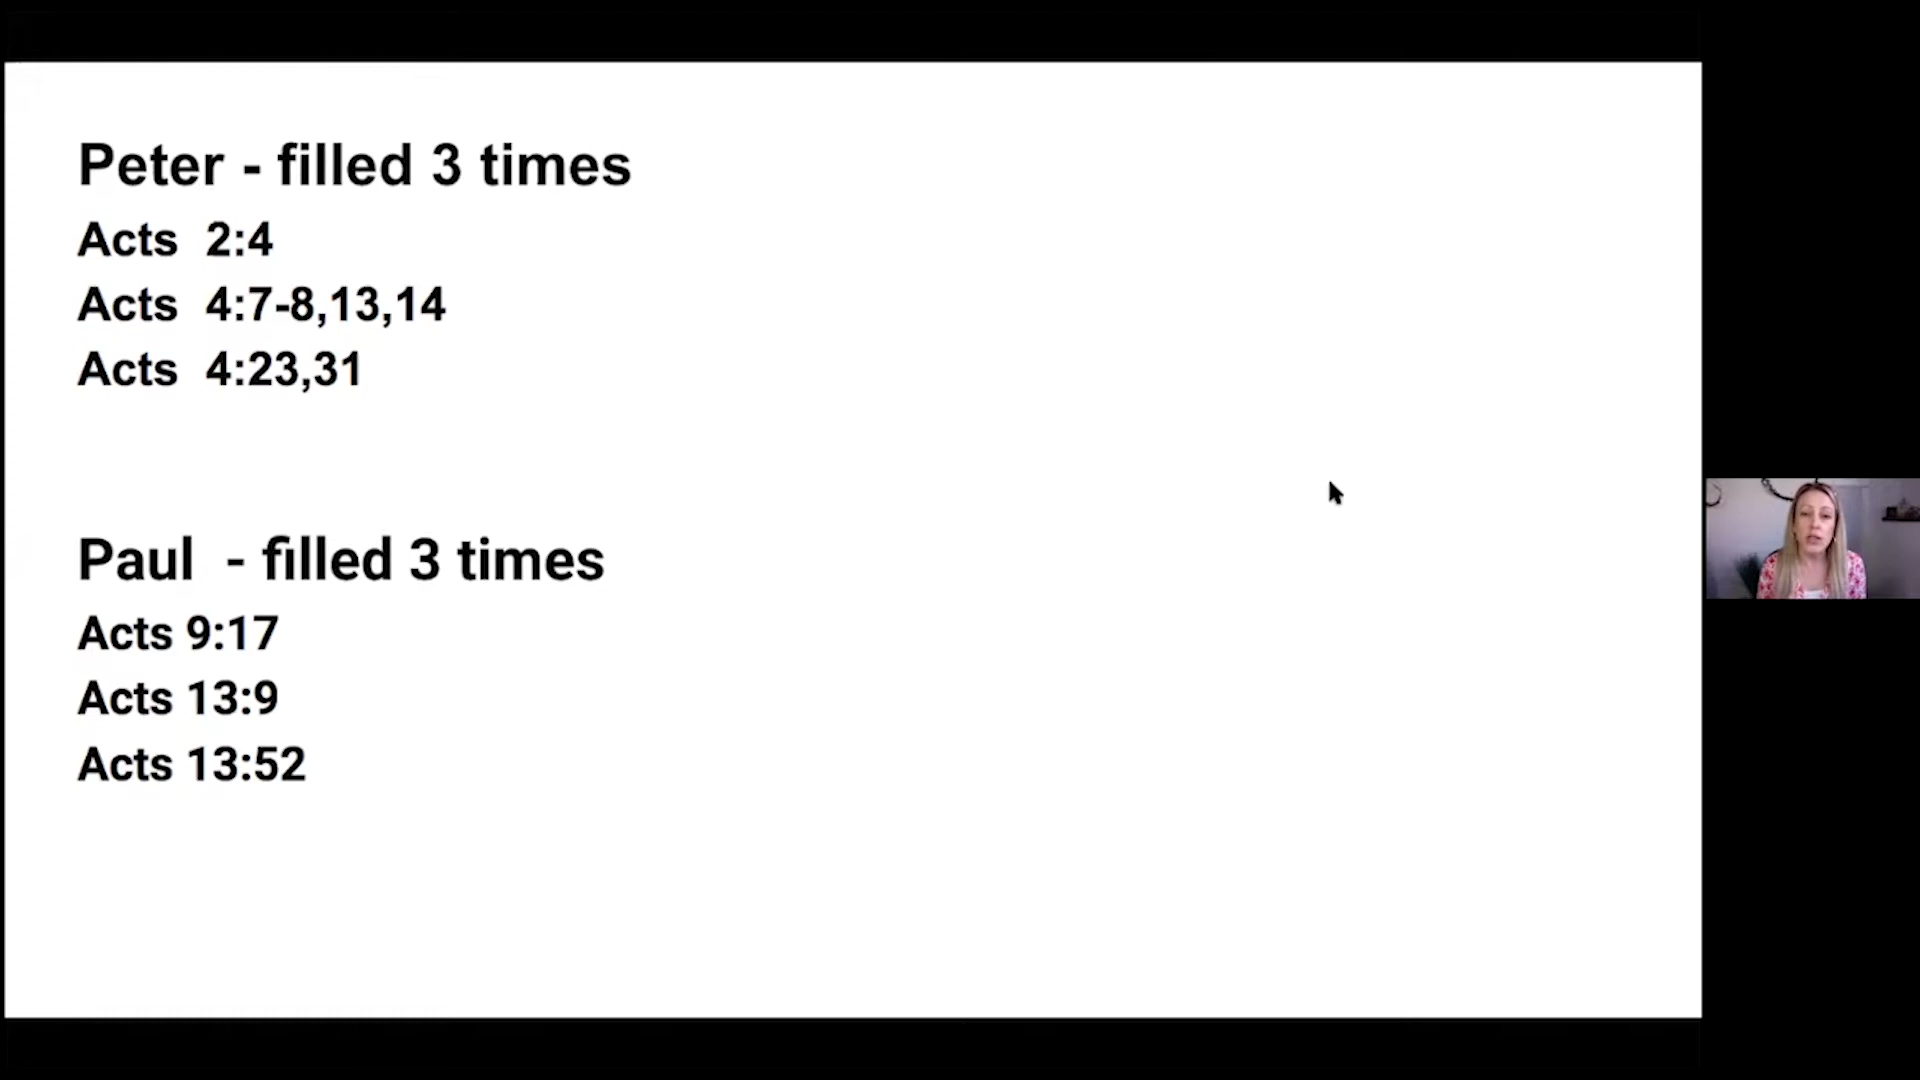 Peter - filled 3 times
Acts  2:4
Acts  4:7-8,13,14
Acts  4:23,31
Paul  - filled 3 times
Acts 9:17
Acts 13:9
Acts 13:52